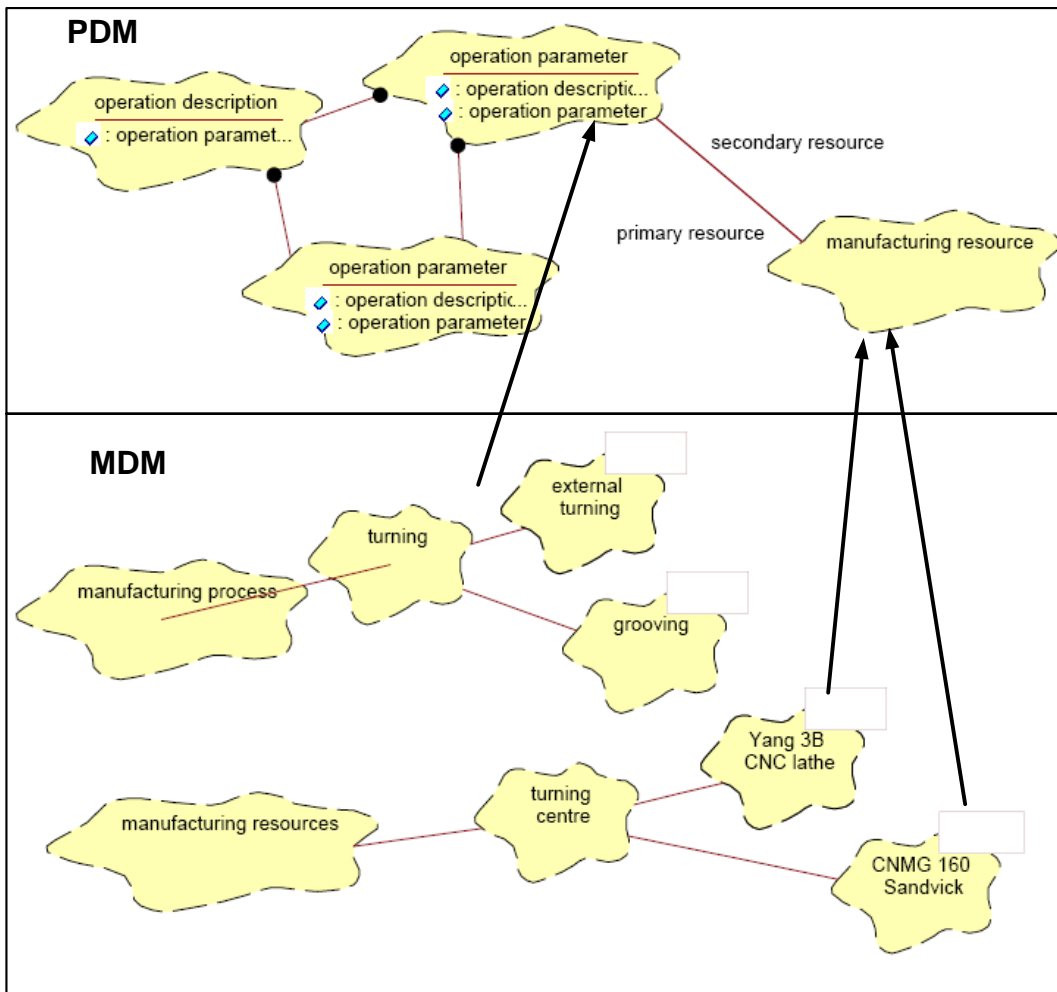 PDM
operation parameter
: operation descriptic...
: operation parameter
operation description
: operation paramet...
secondary resource
primary resource
manufacturing resource
operation parameter
: operation descriptic...
: operation parameter
MDM
external
turning
turning
manufacturing process
grooving
Yang 3B
CNC lathe
turning
centre
manufacturing resources
CNMG 160
Sandvick